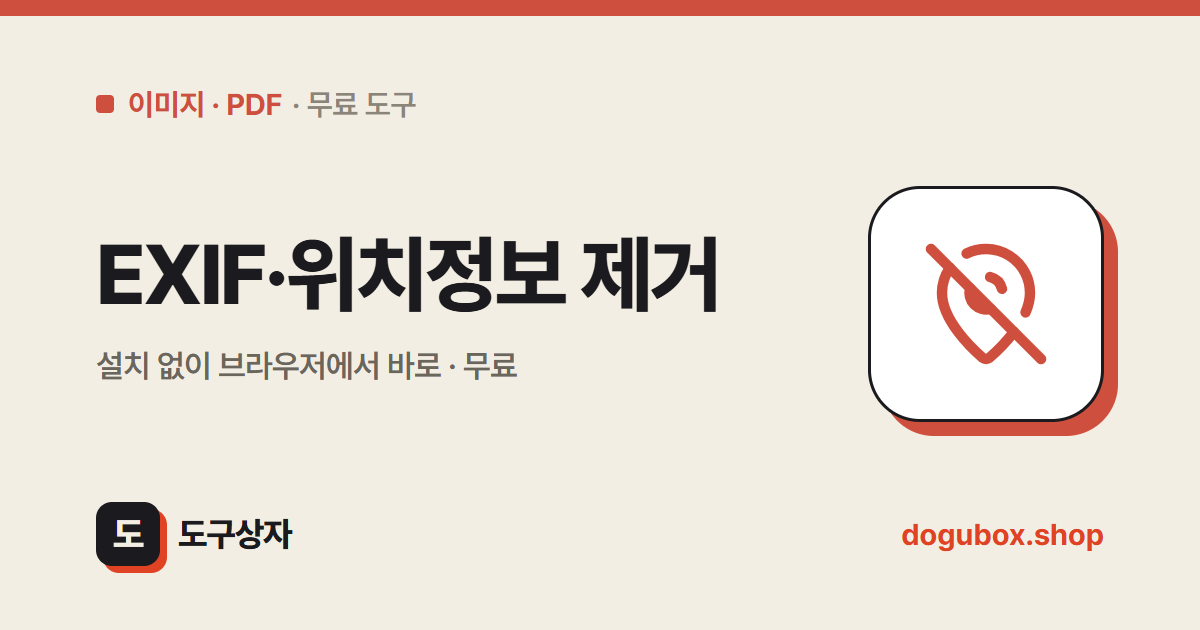 이미지 · PDF · 무료 도구
EXIF·위치정보 제거
설치 없이 브라우저에서 바로 · 무료
도 도구상자
dogubox.shop